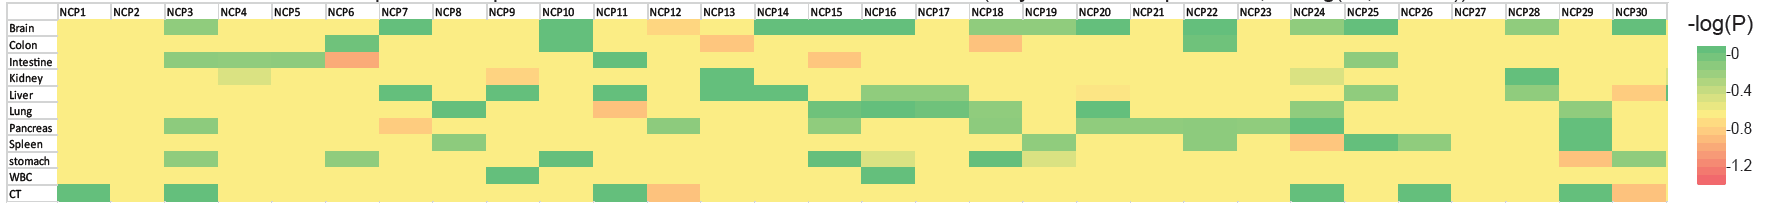 NCP1 NCP2 NCP3 NCP4 NCP5 NCP6 NCP7 NCP8 NCP9 NCP10 NCP11 NCP12 NCP13 NCP14 NCP15 NCP16 NCP17 NCP18 NCP19 NCP20 NCP21 NCP22 NCP23 NCP24 NCP25 NCP26 NCP27 NCP28 NCP29 NCP30
Brain
Colon
Intestine
Kidney
Liver
Lung
Pancreas
Spleen
stomach
WBC
CT
-log(P)
-0
-0.4
-0.8
-1.2